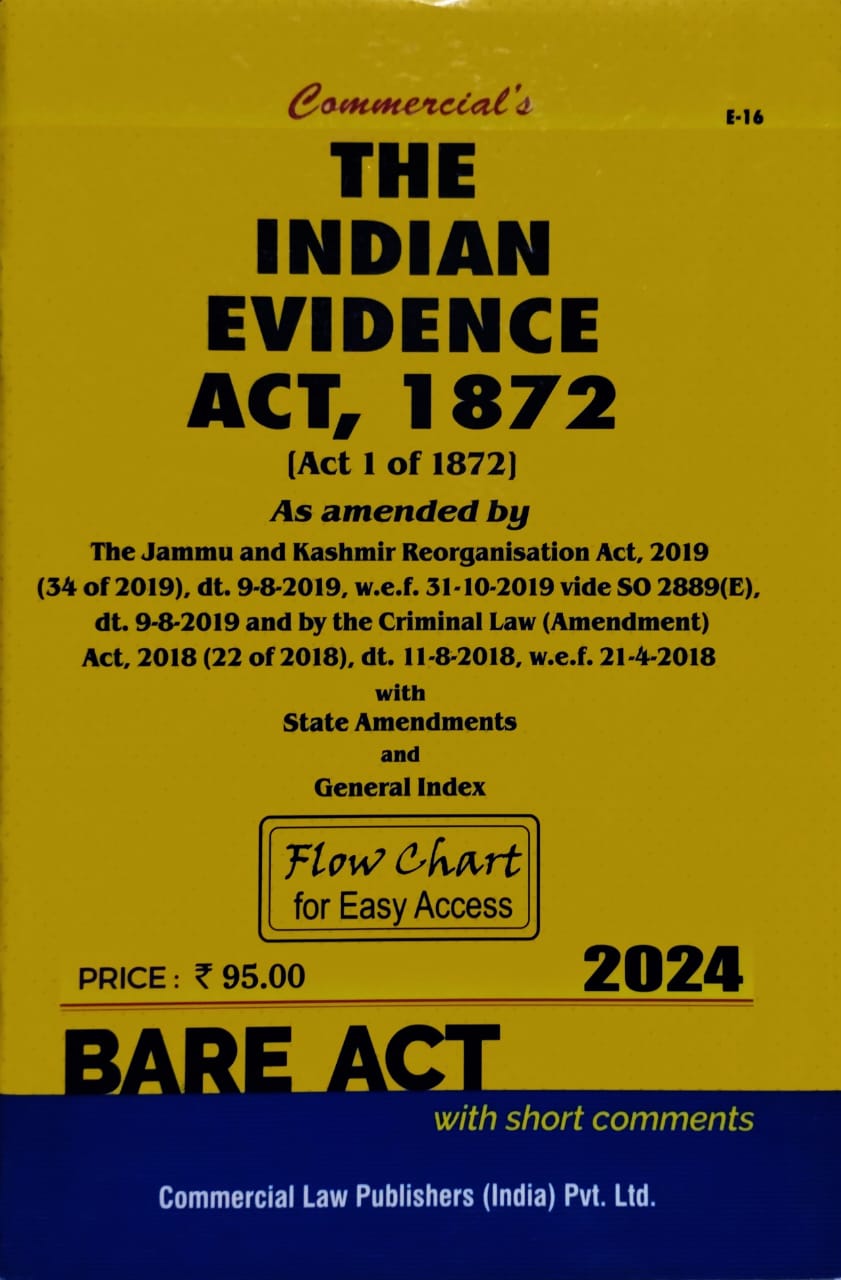 Commercial's
E-16
THE
INDIAN
EVIDENCE
ACT, 1872
(Act 1 of 1872)
As amended by
The Jammu and Kashmir Reorganisation Act, 2019
(34 of 2019), dt. 9-8-2019, w.e.f. 31-10-2019 vide SO 2889(E),
dt. 9-8-2019 and by the Criminal Law (Amendment)
Act, 2018 (22 of 2018), dt. 11-8-2018, w.e.f. 21-4-2018
with
State Amendments
and
General Index
Flow Chart
for Easy Access
PRICE : ₹ 95.00
2024
BARE ACT
with short comments
Commercial Law Publishers (India) Pvt. Ltd.